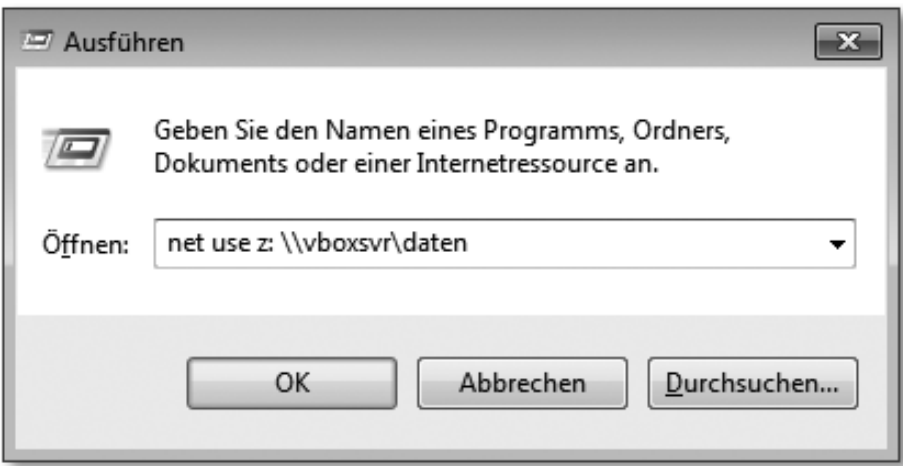 Ausführen
Geben Sie den Namen eines Programms, Ordners,
Dokuments oder einer Internetressource an.
Öffnen: net use z: \\vboxsvr\daten
OK Abbrechen Durchsuchen...